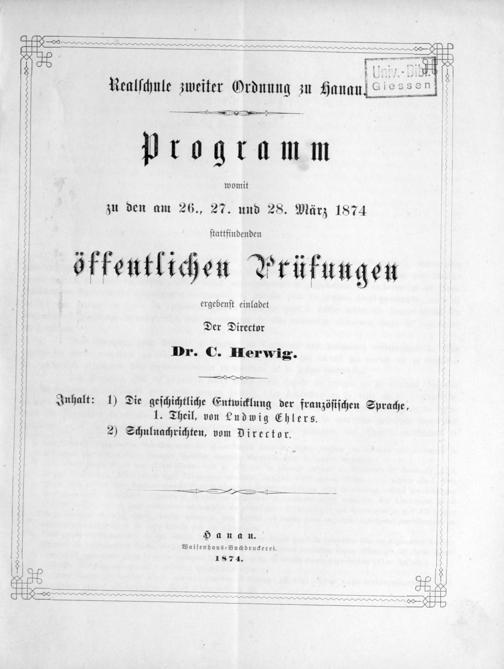 Realschule zweiter Ordnung zu Hanau.
Univ.-Bibl.
Giessen
Programm
womit
zu den am 26., 27. und 28. März 1874
stattfindenden
öffentlichen Prüfungen
ergebenst einladet
Der Director
Dr. C. Herwig.
Inhalt: 1) Die geschichtliche Entwicklung der französischen Sprache,
1. Theil, von Ludwig Ehlers.
2) Schulnachrichten, vom Director.
Hanau.
Waisenhaus-Buchdruckerei.
1874.